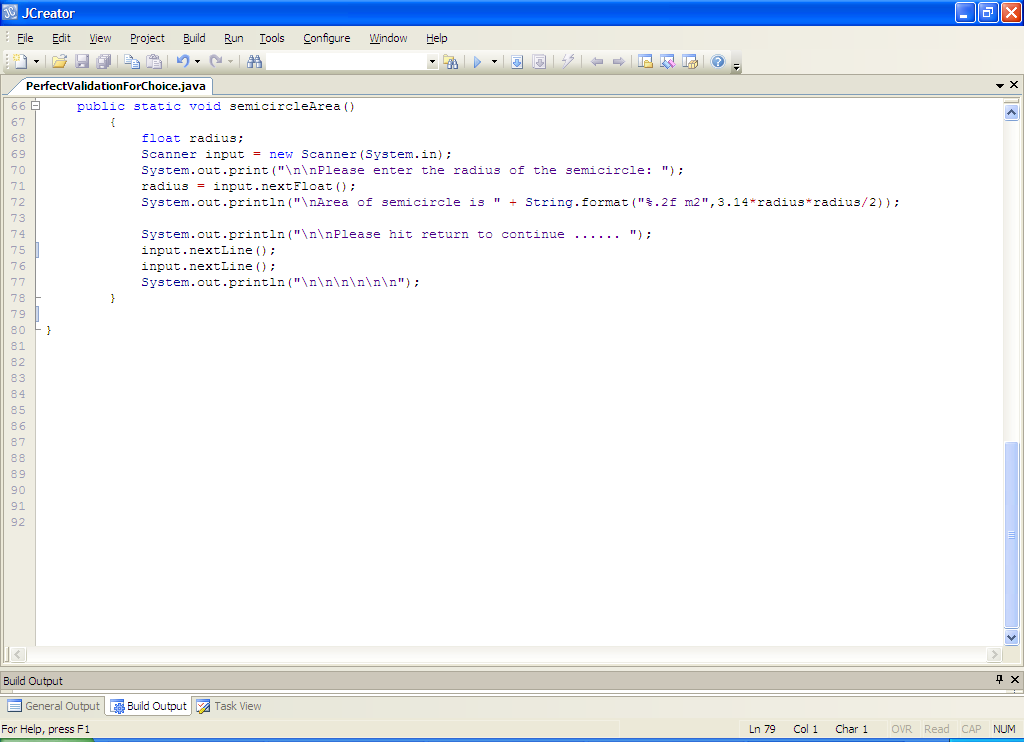 JCreator
File Edit View Project Build Run Tools Configure Window Help
PerfectValidationForChoice.java
66 public static void semicircleArea()
67 {
68 float radius;
69 Scanner input = new Scanner(System.in);
70 System.out.print("\n\nPlease enter the radius of the semicircle: ");
71 radius = input.nextFloat();
72 System.out.println("\nArea of semicircle is " + String.format("%.2f m2",3.14*radius*radius/2));
73
74 System.out.println("\n\nPlease hit return to continue ...... ");
75 input.nextLine();
76 input.nextLine();
77 System.out.println("\n\n\n\n\n\n");
78 }
79
80 }
81
82
83
84
85
86
87
88
89
90
91
92
Build Output
General Output Build Output Task View
For Help, press F1 Ln 79 Col 1 Char 1 OVR Read CAP NUM